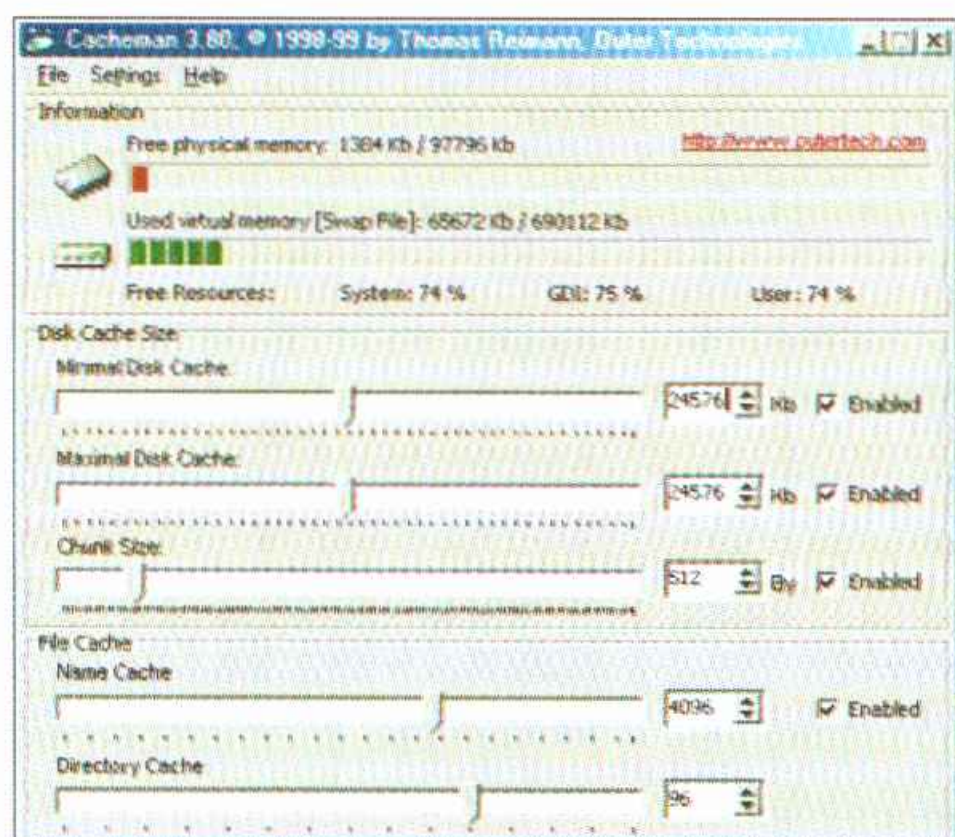 Cacheman 3.80, © 1998-99 by Thomas Reimann, Outer Technologies
File Settings Help
Information
Free physical memory: 1384 Kb / 97796 Kb
http://www.outertech.com
Used virtual memory [Swap File]: 65672 Kb / 690112 Kb
Free Resources: System: 74 % GDI: 75 % User: 74 %
Disk Cache Size
Minimal Disk Cache:
24576 Kb Enabled
Maximal Disk Cache:
24576 Kb Enabled
Chunk Size:
512 By Enabled
File Cache
Name Cache
4096 Enabled
Directory Cache
96